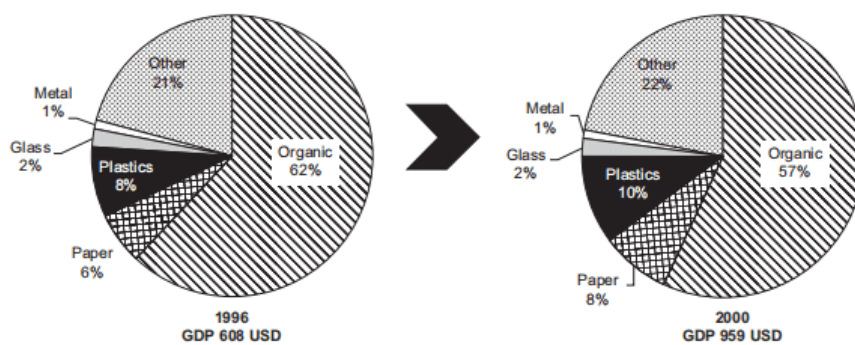 Other
21%
Metal
1%
Glass
2%
Plastics
8%
Organic
62%
Paper
6%
1996
GDP 608 USD
Other
22%
Metal
1%
Glass
2%
Plastics
10%
Organic
57%
Paper
8%
2000
GDP 959 USD